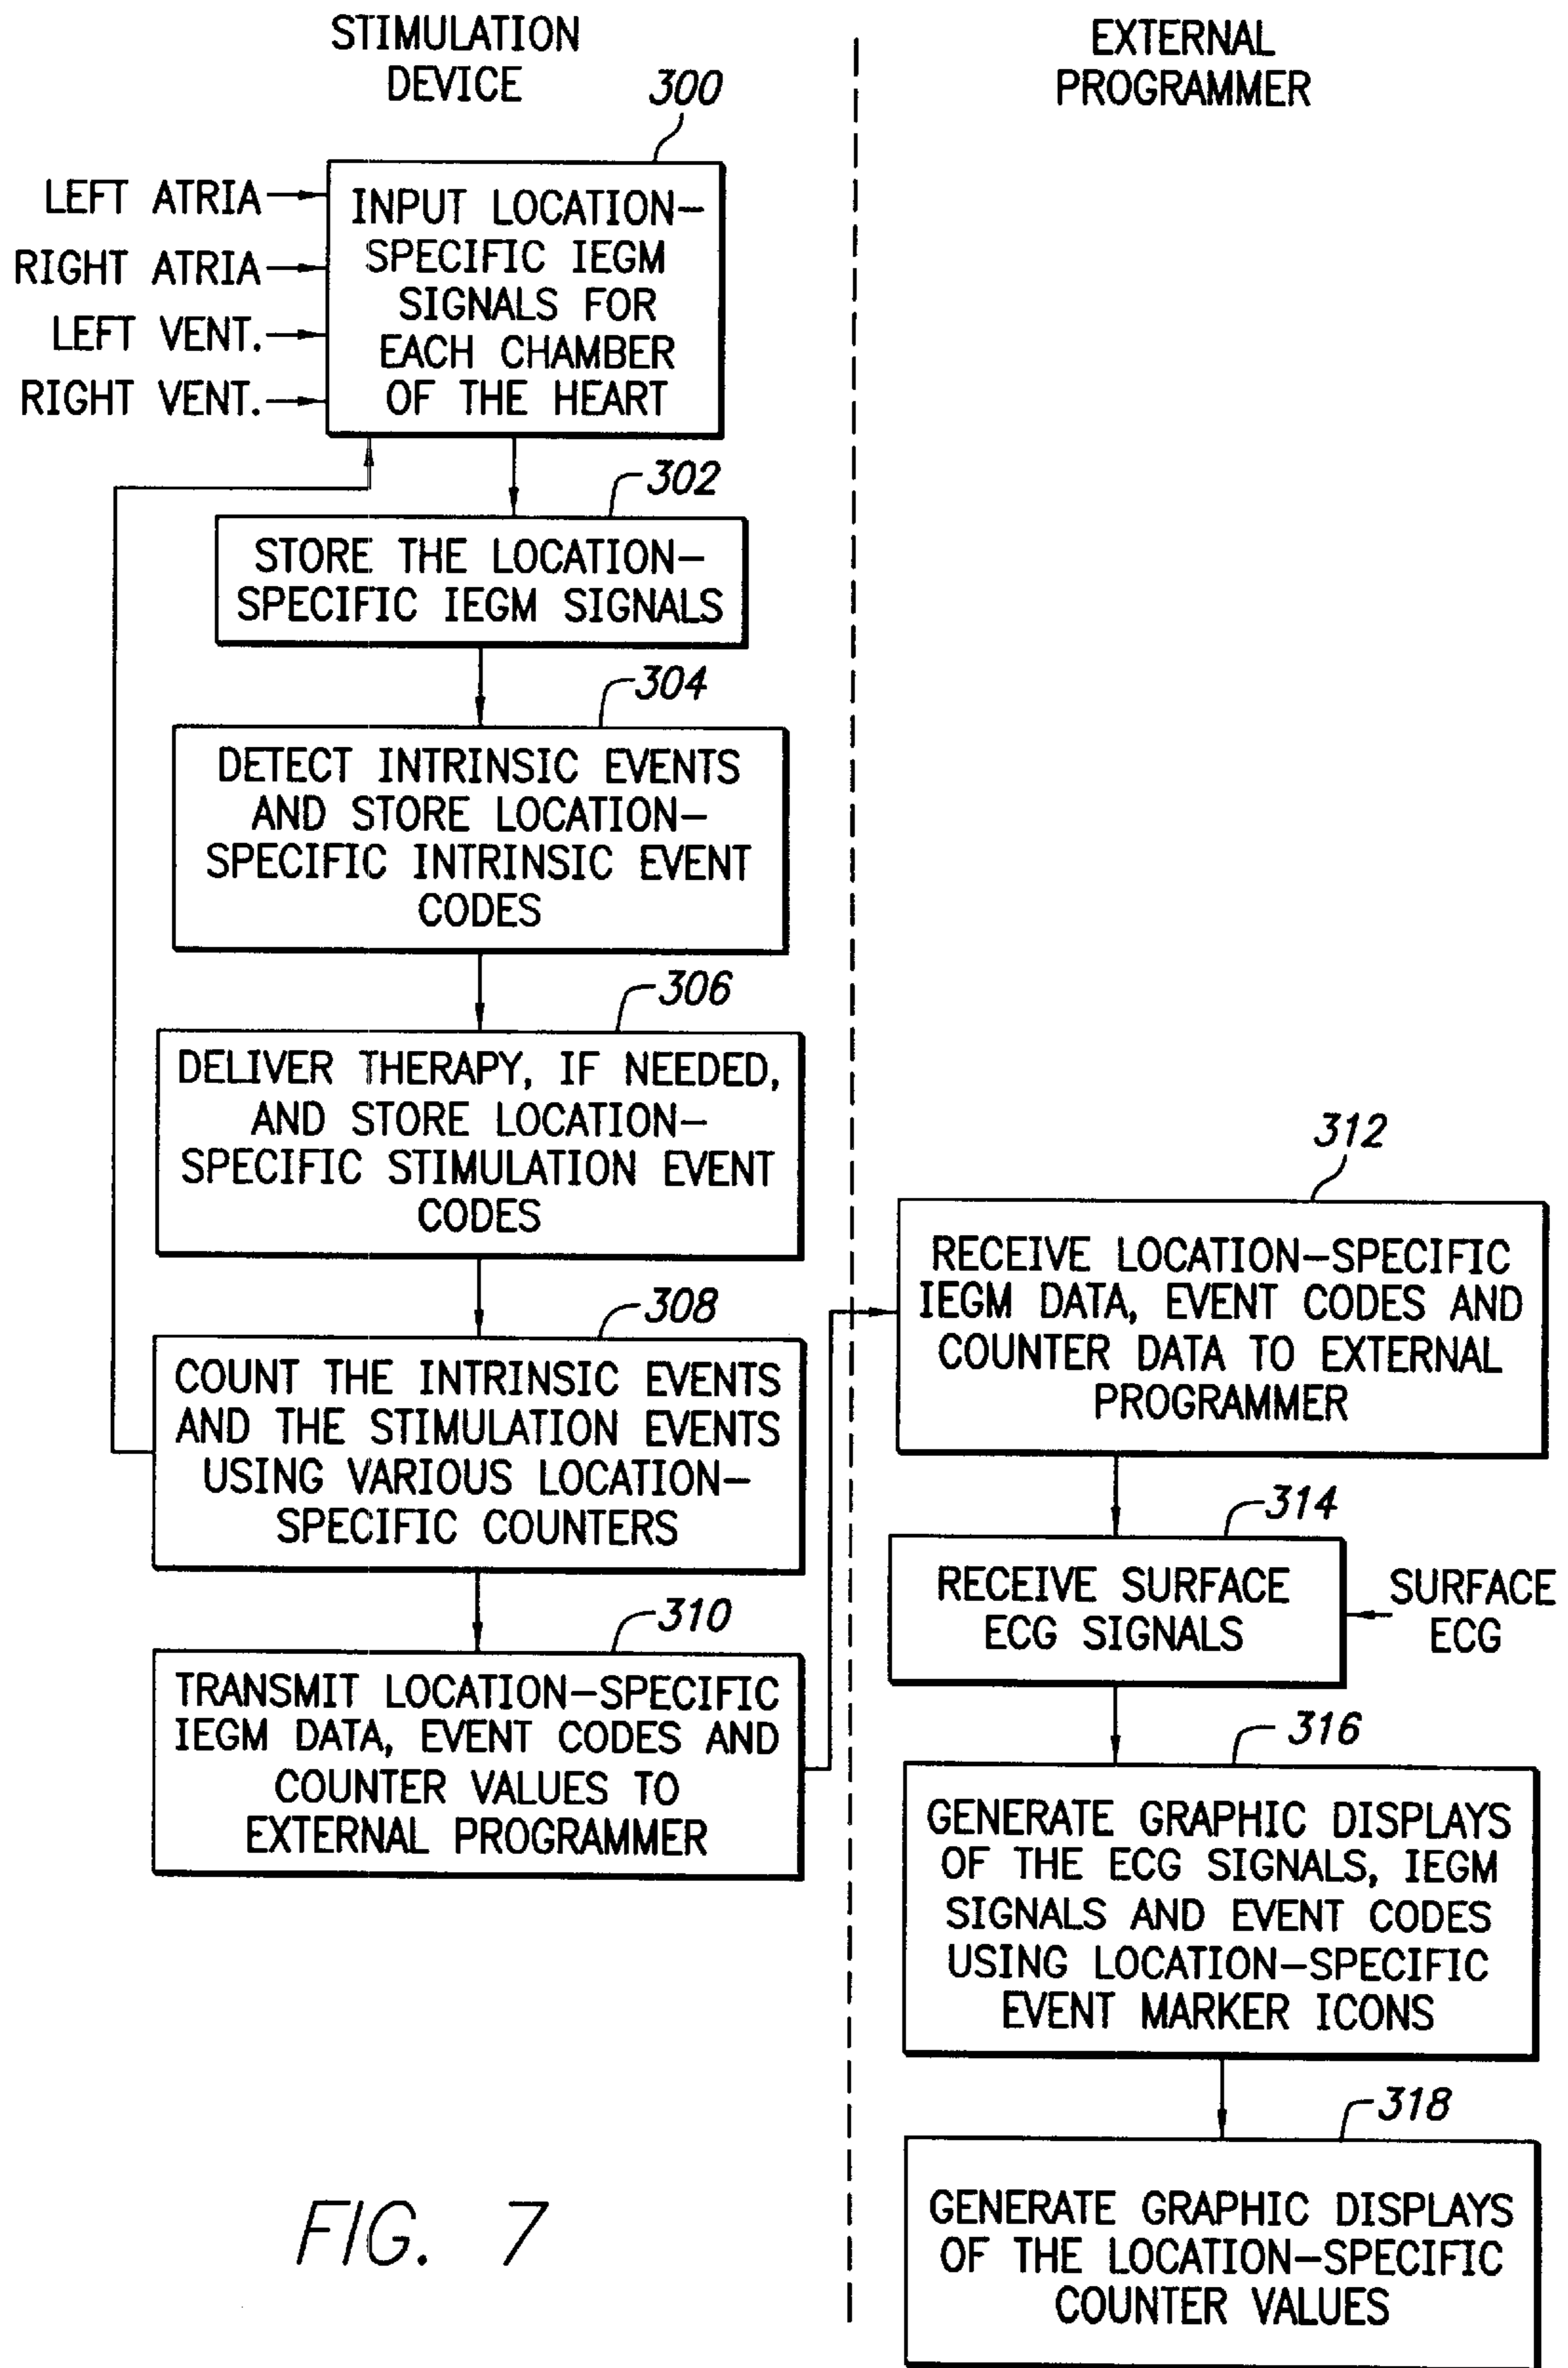 STIMULATION
DEVICE
300
LEFT ATRIA
RIGHT ATRIA
LEFT VENT.
RIGHT VENT.
INPUT LOCATION–
SPECIFIC IEGM
SIGNALS FOR
EACH CHAMBER
OF THE HEART
302
STORE THE LOCATION–
SPECIFIC IEGM SIGNALS
304
DETECT INTRINSIC EVENTS
AND STORE LOCATION–
SPECIFIC INTRINSIC EVENT
CODES
306
DELIVER THERAPY, IF NEEDED,
AND STORE LOCATION–
SPECIFIC STIMULATION EVENT
CODES
308
COUNT THE INTRINSIC EVENTS
AND THE STIMULATION EVENTS
USING VARIOUS LOCATION–
SPECIFIC COUNTERS
310
TRANSMIT LOCATION–SPECIFIC
IEGM DATA, EVENT CODES AND
COUNTER VALUES TO
EXTERNAL PROGRAMMER
EXTERNAL
PROGRAMMER
312
RECEIVE LOCATION–SPECIFIC
IEGM DATA, EVENT CODES AND
COUNTER DATA TO EXTERNAL
PROGRAMMER
314
RECEIVE SURFACE
ECG SIGNALS
SURFACE
ECG
316
GENERATE GRAPHIC DISPLAYS
OF THE ECG SIGNALS, IEGM
SIGNALS AND EVENT CODES
USING LOCATION–SPECIFIC
EVENT MARKER ICONS
318
GENERATE GRAPHIC DISPLAYS
OF THE LOCATION–SPECIFIC
COUNTER VALUES
FIG. 7